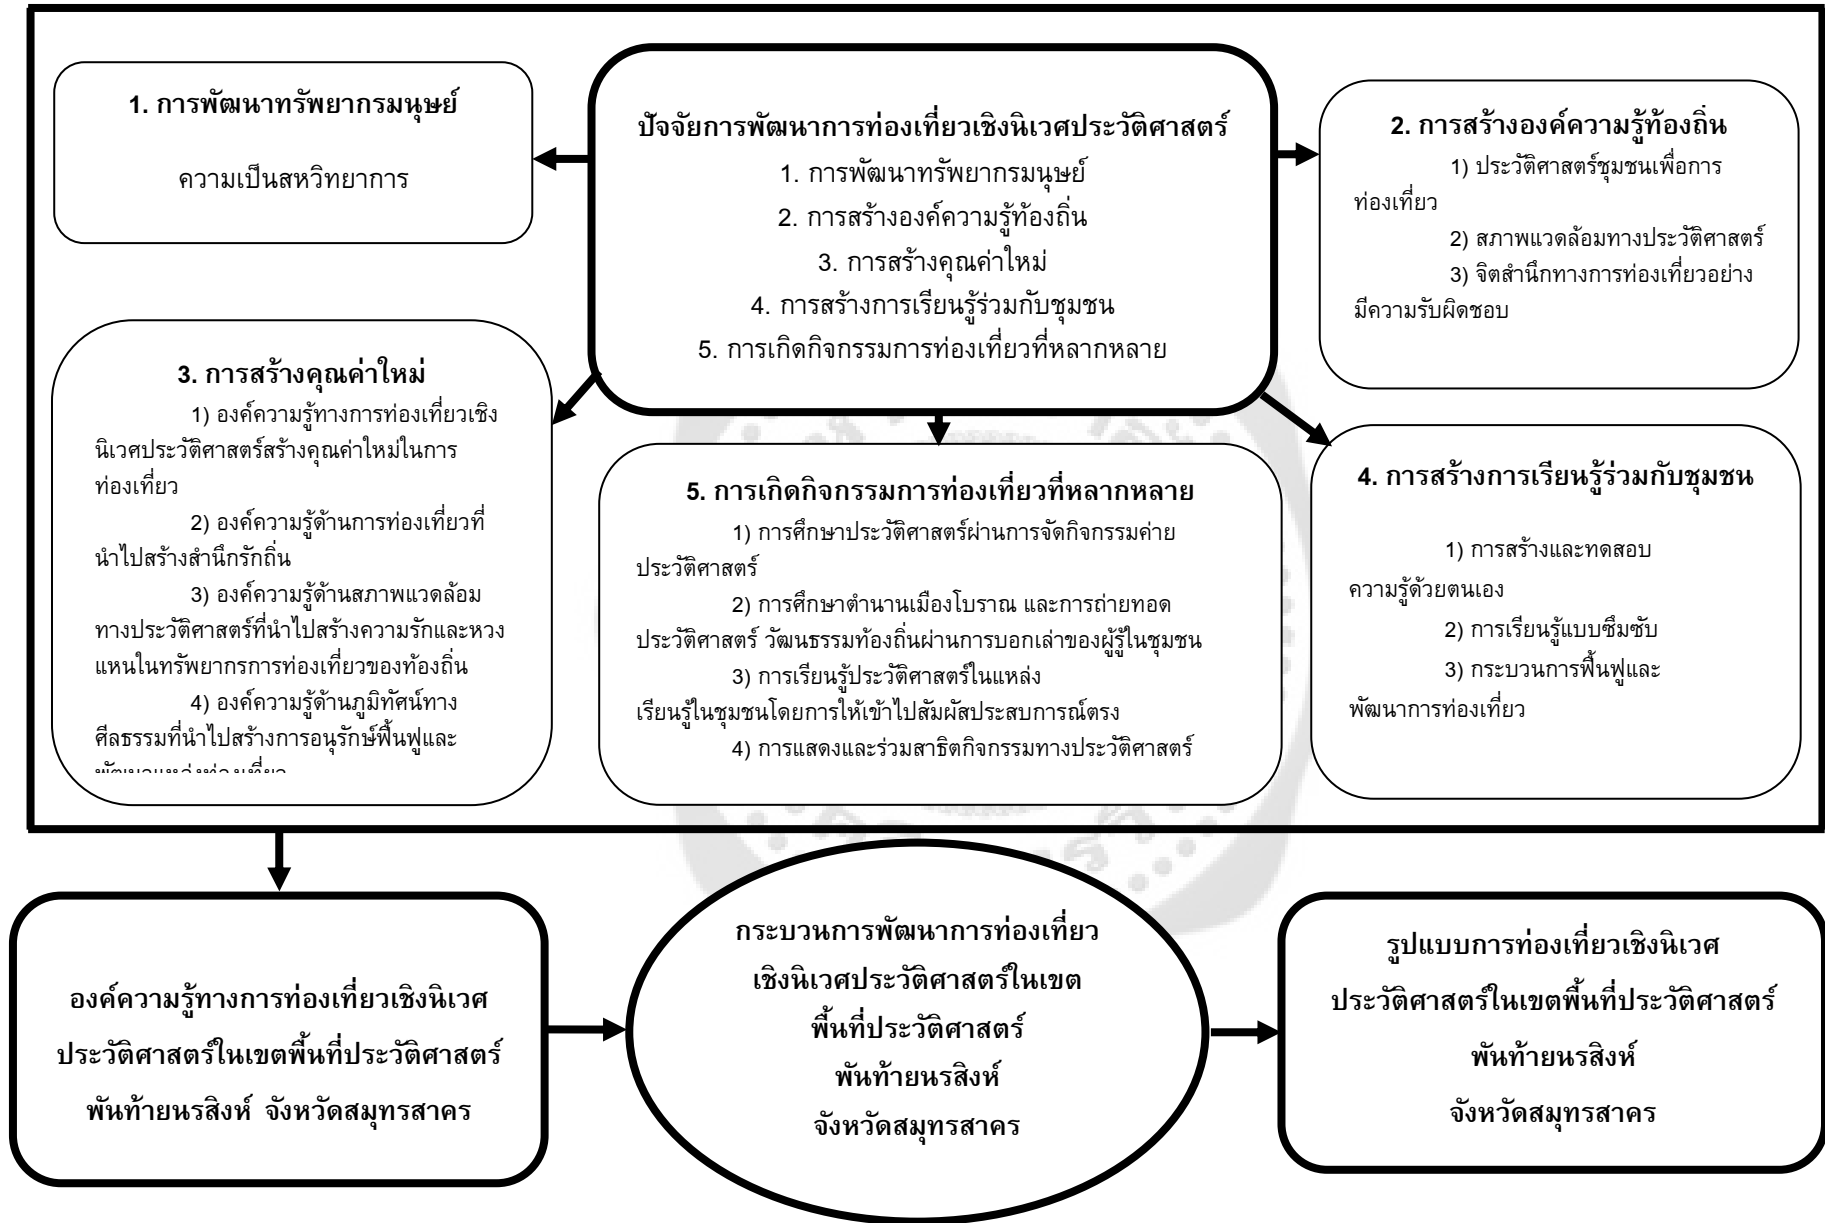 1. การพัฒนาทรัพยากรมนุษย์
ความเป็นสหวิทยาการ
ปัจจัยการพัฒนาการท่องเที่ยวเชิงนิเวศประวัติศาสตร์
1. การพัฒนาทรัพยากรมนุษย์
2. การสร้างองค์ความรู้ท้องถิ่น
3. การสร้างคุณค่าใหม่
4. การสร้างการเรียนรู้ร่วมกับชุมชน
5. การเกิดกิจกรรมการท่องเที่ยวที่หลากหลาย
2. การสร้างองค์ความรู้ท้องถิ่น
1) ประวัติศาสตร์ชุมชนเพื่อการ
ท่องเที่ยว
2) สภาพแวดล้อมทางประวัติศาสตร์
3) จิตสำนึกทางการท่องเที่ยวอย่าง
มีความรับผิดชอบ
3. การสร้างคุณค่าใหม่
1) องค์ความรู้ทางการท่องเที่ยวเชิง
นิเวศประวัติศาสตร์สร้างคุณค่าใหม่ในการ
ท่องเที่ยว
2) องค์ความรู้ด้านการท่องเที่ยวที่
นำไปสร้างสำนึกรักถิ่น
3) องค์ความรู้ด้านสภาพแวดล้อม
ทางประวัติศาสตร์ที่นำไปสร้างความรักและหวง
แหนในทรัพยากรการท่องเที่ยวของท้องถิ่น
4) องค์ความรู้ด้านภูมิทัศน์ทาง
ศีลธรรมที่นำไปสร้างการอนุรักษ์ฟื้นฟูและ
พัฒนาแหล่งท่องเที่ยว
5. การเกิดกิจกรรมการท่องเที่ยวที่หลากหลาย
1) การศึกษาประวัติศาสตร์ผ่านการจัดกิจกรรมค่าย
ประวัติศาสตร์
2) การศึกษาตำนานเมืองโบราณ และการถ่ายทอด
ประวัติศาสตร์ วัฒนธรรมท้องถิ่นผ่านการบอกเล่าของผู้รู้ในชุมชน
3) การเรียนรู้ประวัติศาสตร์ในแหล่ง
เรียนรู้ในชุมชนโดยการให้เข้าไปสัมผัสประสบการณ์ตรง
4) การแสดงและร่วมสาธิตกิจกรรมทางประวัติศาสตร์
4. การสร้างการเรียนรู้ร่วมกับชุมชน
1) การสร้างและทดสอบ
ความรู้ด้วยตนเอง
2) การเรียนรู้แบบซึมซับ
3) กระบวนการฟื้นฟูและ
พัฒนาการท่องเที่ยว
องค์ความรู้ทางการท่องเที่ยวเชิงนิเวศ
ประวัติศาสตร์ในเขตพื้นที่ประวัติศาสตร์
พันท้ายนรสิงห์ จังหวัดสมุทรสาคร
กระบวนการพัฒนาการท่องเที่ยว
เชิงนิเวศประวัติศาสตร์ในเขต
พื้นที่ประวัติศาสตร์
พันท้ายนรสิงห์
จังหวัดสมุทรสาคร
รูปแบบการท่องเที่ยวเชิงนิเวศ
ประวัติศาสตร์ในเขตพื้นที่ประวัติศาสตร์
พันท้ายนรสิงห์
จังหวัดสมุทรสาคร